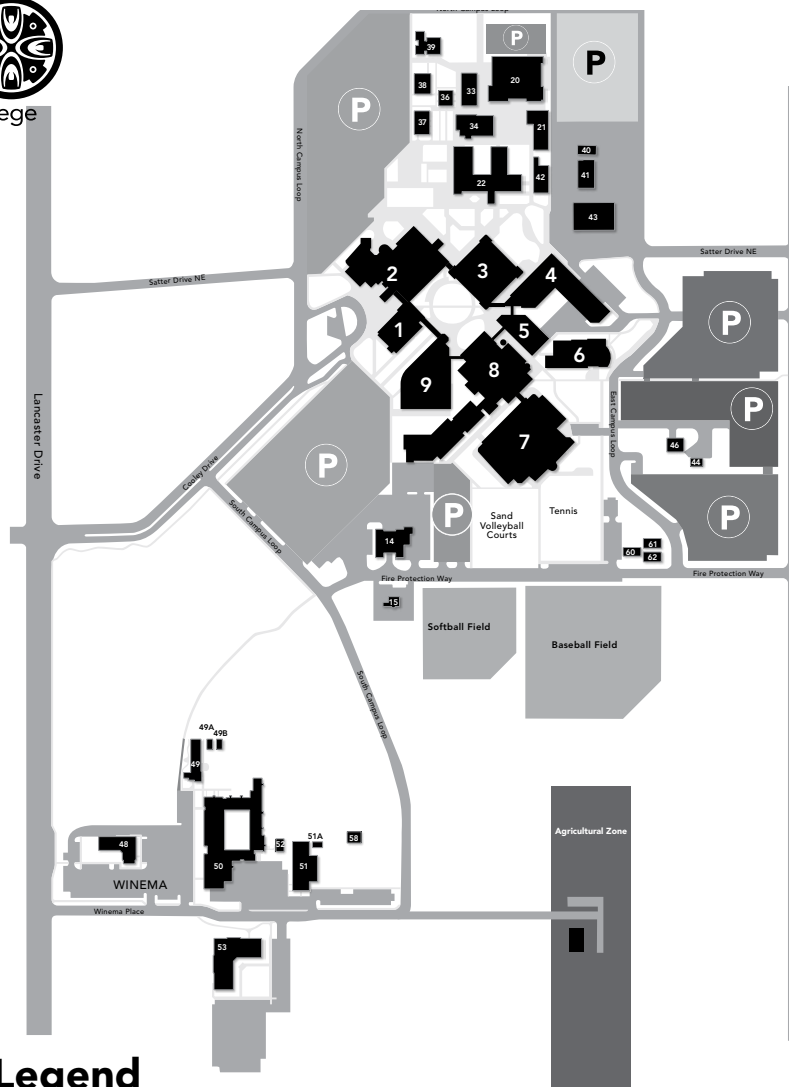 North Campus Loop
ege
P
P
P
39
20
38
36
33
37
34
21
22
42
40
41
43
North Campus Loop
Satter Drive NE
Satter Drive NE
2
3
4
1
5
6
8
9
7
P
P
P
P
P
East Campus Loop
46
44
Lancaster Drive
Cooley Drive
South Campus Loop
Sand
Volleyball
Courts
Tennis
14
60
61
62
Fire Protection Way
Fire Protection Way
15
Softball Field
Baseball Field
South Campus Loop
49A
49B
49
48
50
52
51A
51
58
WINEMA
Winema Place
53
Agricultural Zone
Legend